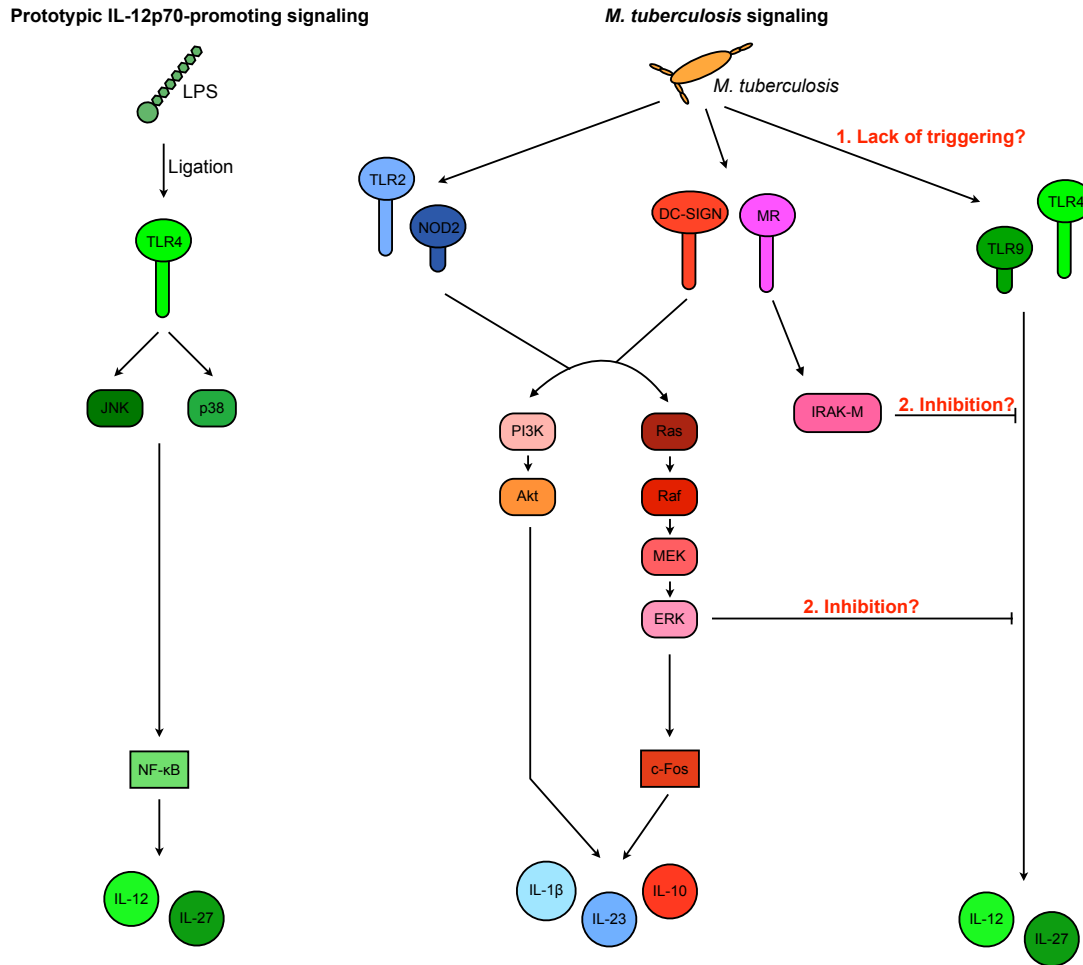 Prototypic IL-12p70-promoting signaling
M. tuberculosis signaling
LPS
M. tuberculosis
1. Lack of triggering?
Ligation
TLR2
TLR4
DC-SIGN
MR
NOD2
TLR4
TLR9
JNK
p38
IRAK-M
2. Inhibition?
PI3K
Ras
Akt
Raf
MEK
2. Inhibition?
ERK
NF-κB
c-Fos
IL-1β
IL-10
IL-12
IL-23
IL-27
IL-12
IL-27